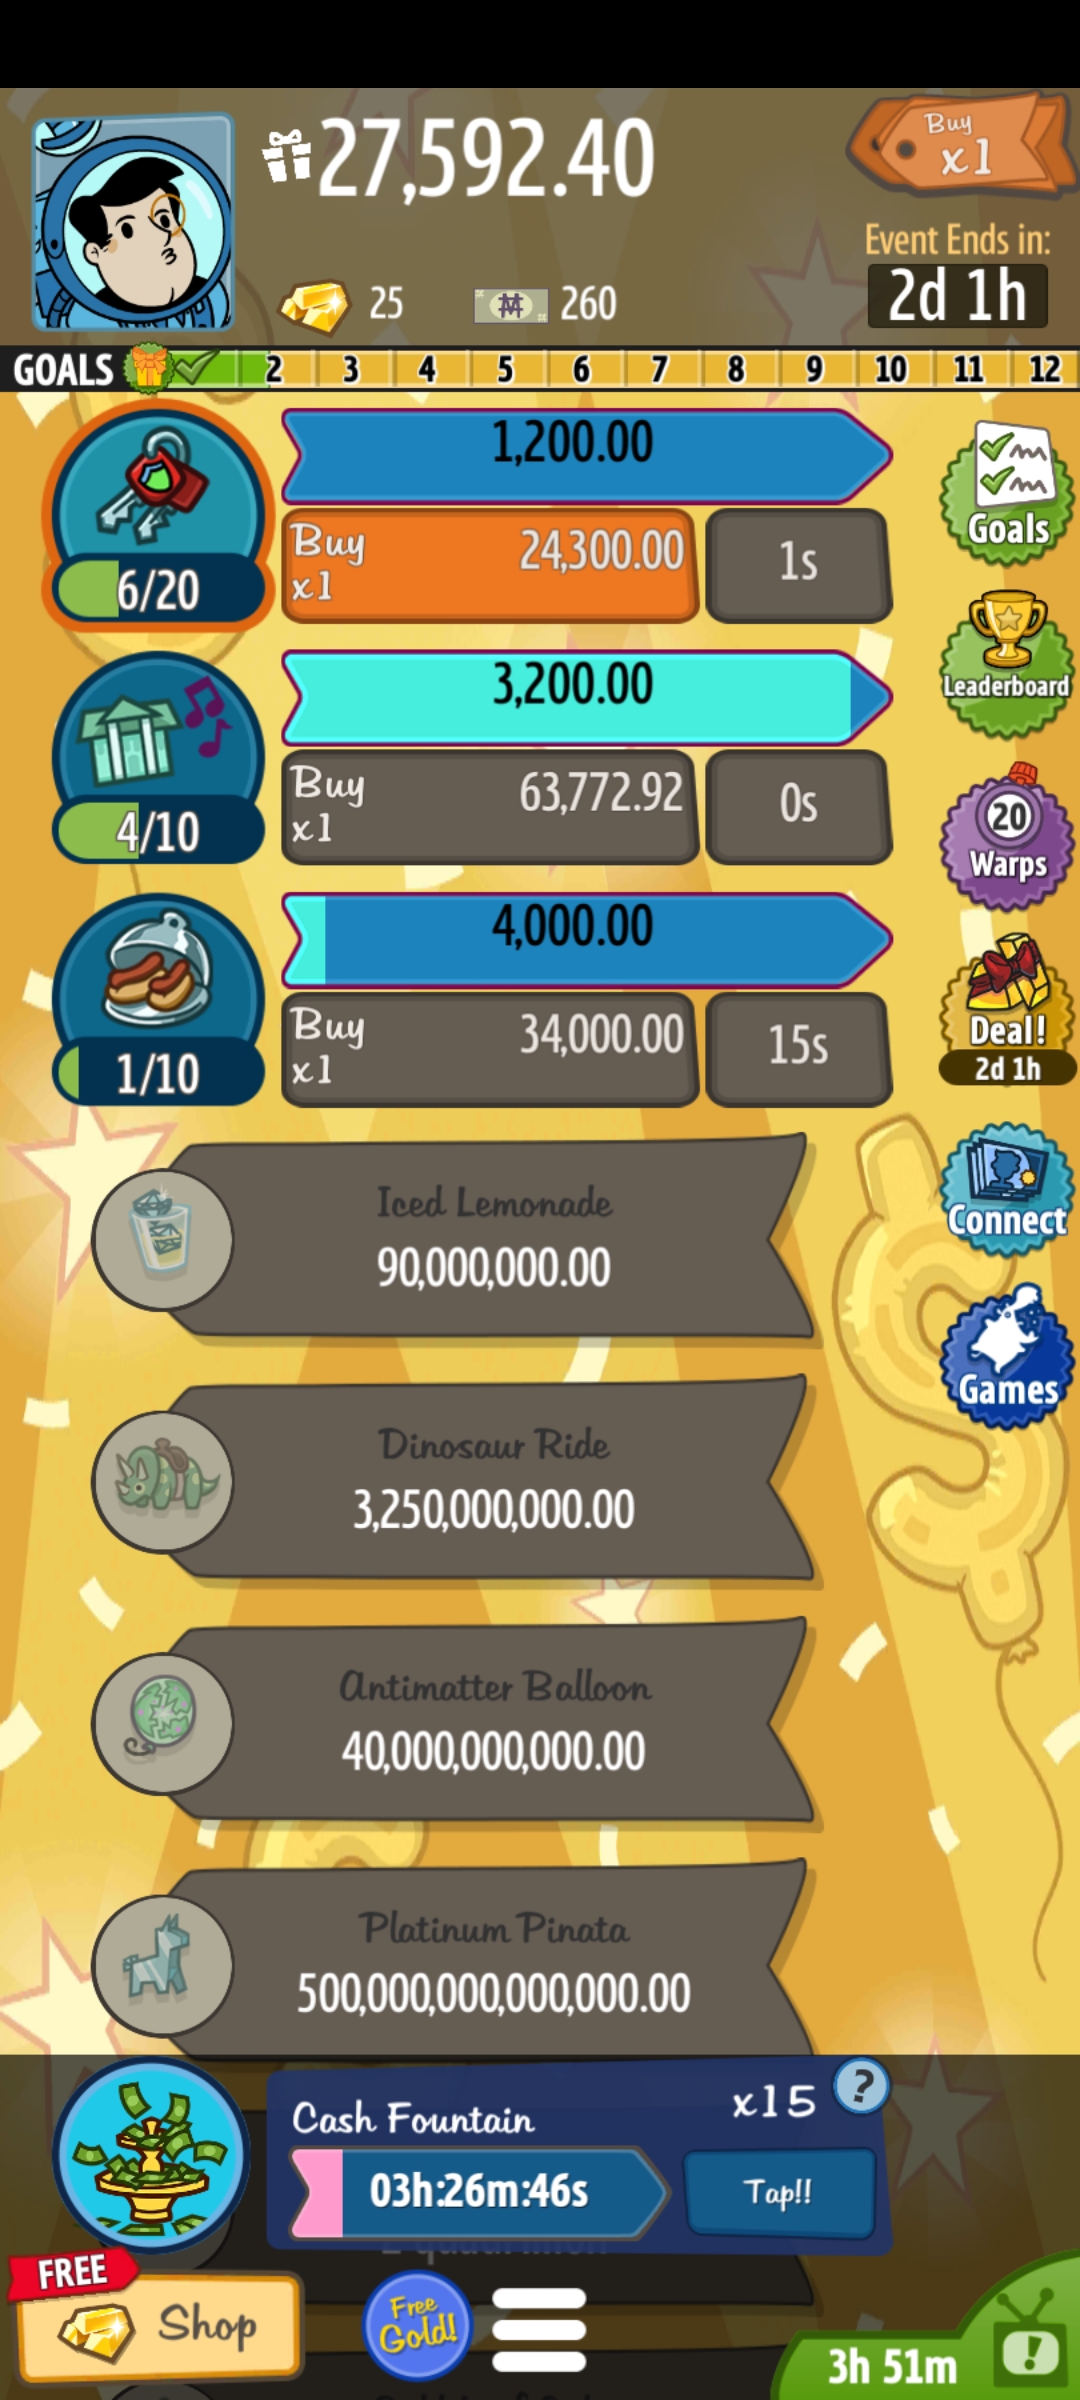 27,592.40
Buy
x1
Event Ends in:
25
260
2d 1h
GOALS 2 3 4 5 6 7 8 9 10 11 12
1,200.00
Buy
x1
24,300.00
1s
6/20
Goals
3,200.00
Leaderboard
Buy
x1
63,772.92
0s
4/10
20
Warps
4,000.00
Buy
x1
34,000.00
15s
1/10
Deal!
2d 1h
Iced Lemonade
90,000,000.00
Connect
Dinosaur Ride
3,250,000,000.00
Games
Antimatter Balloon
40,000,000,000.00
Platinum Pinata
500,000,000,000,000.00
Cash Fountain
x15
?
03h:26m:46s
Tap!!
FREE
Shop
Free
Gold!
3h 51m
!